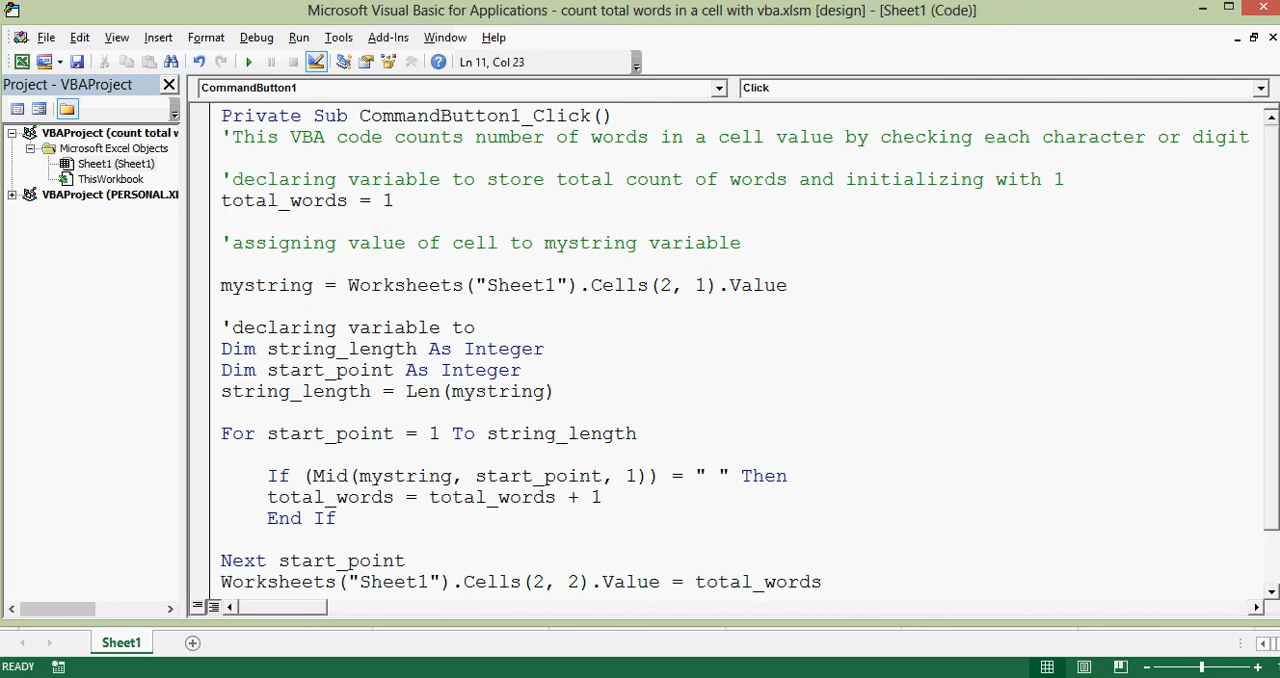 Microsoft Visual Basic for Applications - count total words in a cell with vba.xlsm [design] - [Sheet1 (Code)]
File Edit View Insert Format Debug Run Tools Add-Ins Window Help
Ln 11, Col 23
Project - VBAProject
CommandButton1
Click
VBAProject (count total w
Microsoft Excel Objects
Sheet1 (Sheet1)
ThisWorkbook
VBAProject (PERSONAL.XL
Private Sub CommandButton1_Click()
'This VBA code counts number of words in a cell value by checking each character or digit
'declaring variable to store total count of words and initializing with 1
total_words = 1
'assigning value of cell to mystring variable
mystring = Worksheets("Sheet1").Cells(2, 1).Value
'declaring variable to
Dim string_length As Integer
Dim start_point As Integer
string_length = Len(mystring)
For start_point = 1 To string_length
If (Mid(mystring, start_point, 1)) = " " Then
total_words = total_words + 1
End If
Next start_point
Worksheets("Sheet1").Cells(2, 2).Value = total_words
Sheet1
READY